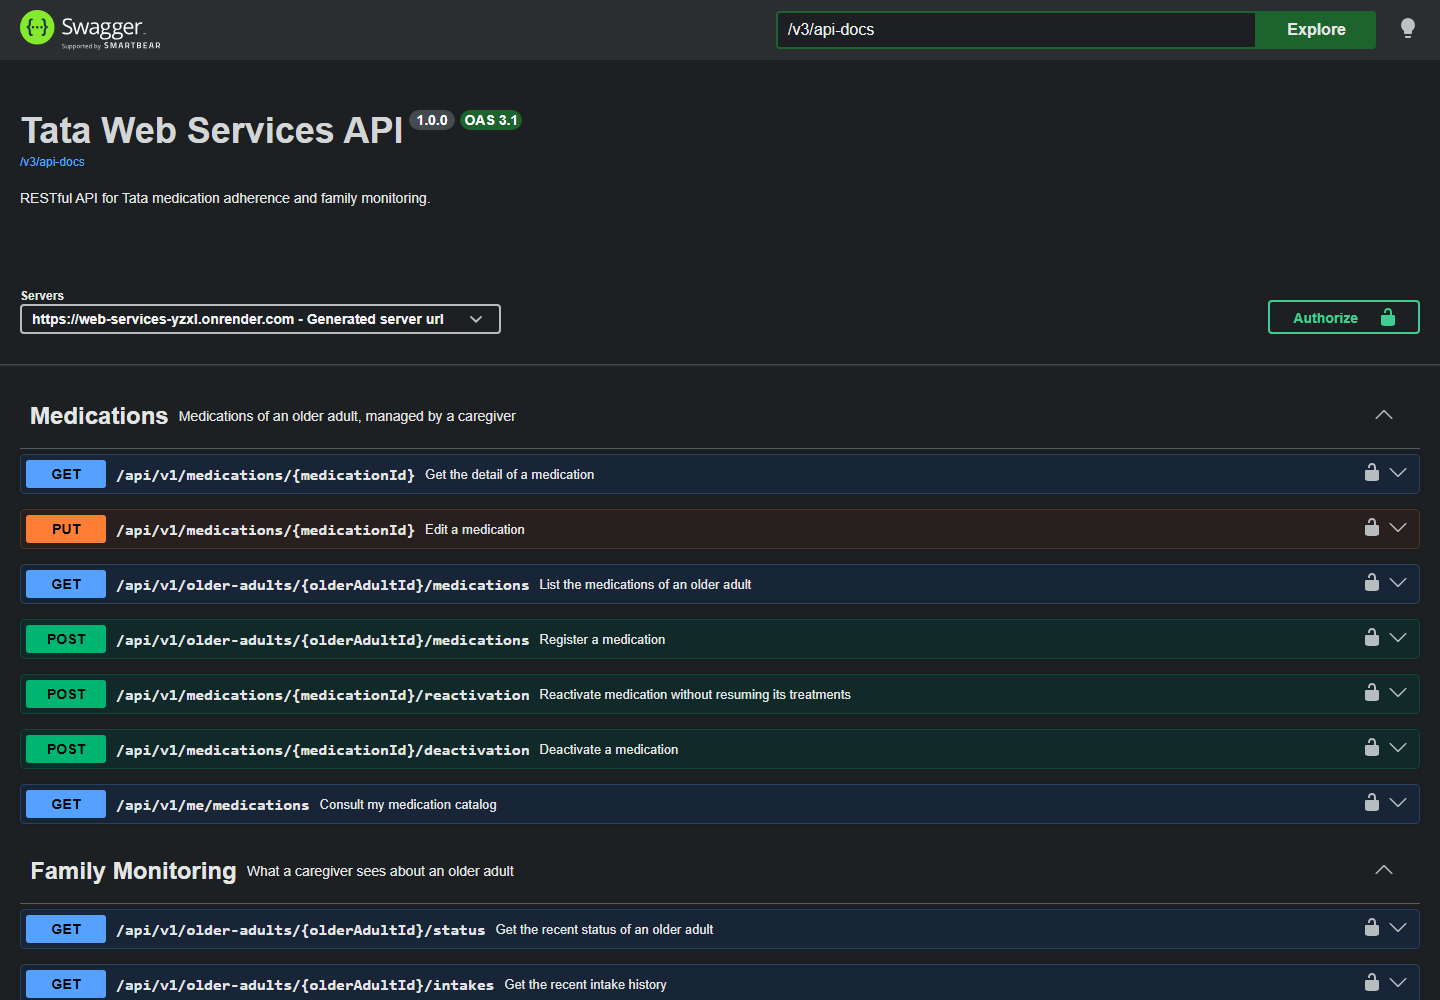 Swagger.
Supported by SMARTBEAR
/v3/api-docs
Explore
Tata Web Services API 1.0.0 OAS 3.1
/v3/api-docs
RESTful API for Tata medication adherence and family monitoring.
Servers
https://web-services-yzxl.onrender.com - Generated server url
Authorize
Medications Medications of an older adult, managed by a caregiver
GET /api/v1/medications/{medicationId} Get the detail of a medication
PUT /api/v1/medications/{medicationId} Edit a medication
GET /api/v1/older-adults/{olderAdultId}/medications List the medications of an older adult
POST /api/v1/older-adults/{olderAdultId}/medications Register a medication
POST /api/v1/medications/{medicationId}/reactivation Reactivate medication without resuming its treatments
POST /api/v1/medications/{medicationId}/deactivation Deactivate a medication
GET /api/v1/me/medications Consult my medication catalog
Family Monitoring What a caregiver sees about an older adult
GET /api/v1/older-adults/{olderAdultId}/status Get the recent status of an older adult
GET /api/v1/older-adults/{olderAdultId}/intakes Get the recent intake history